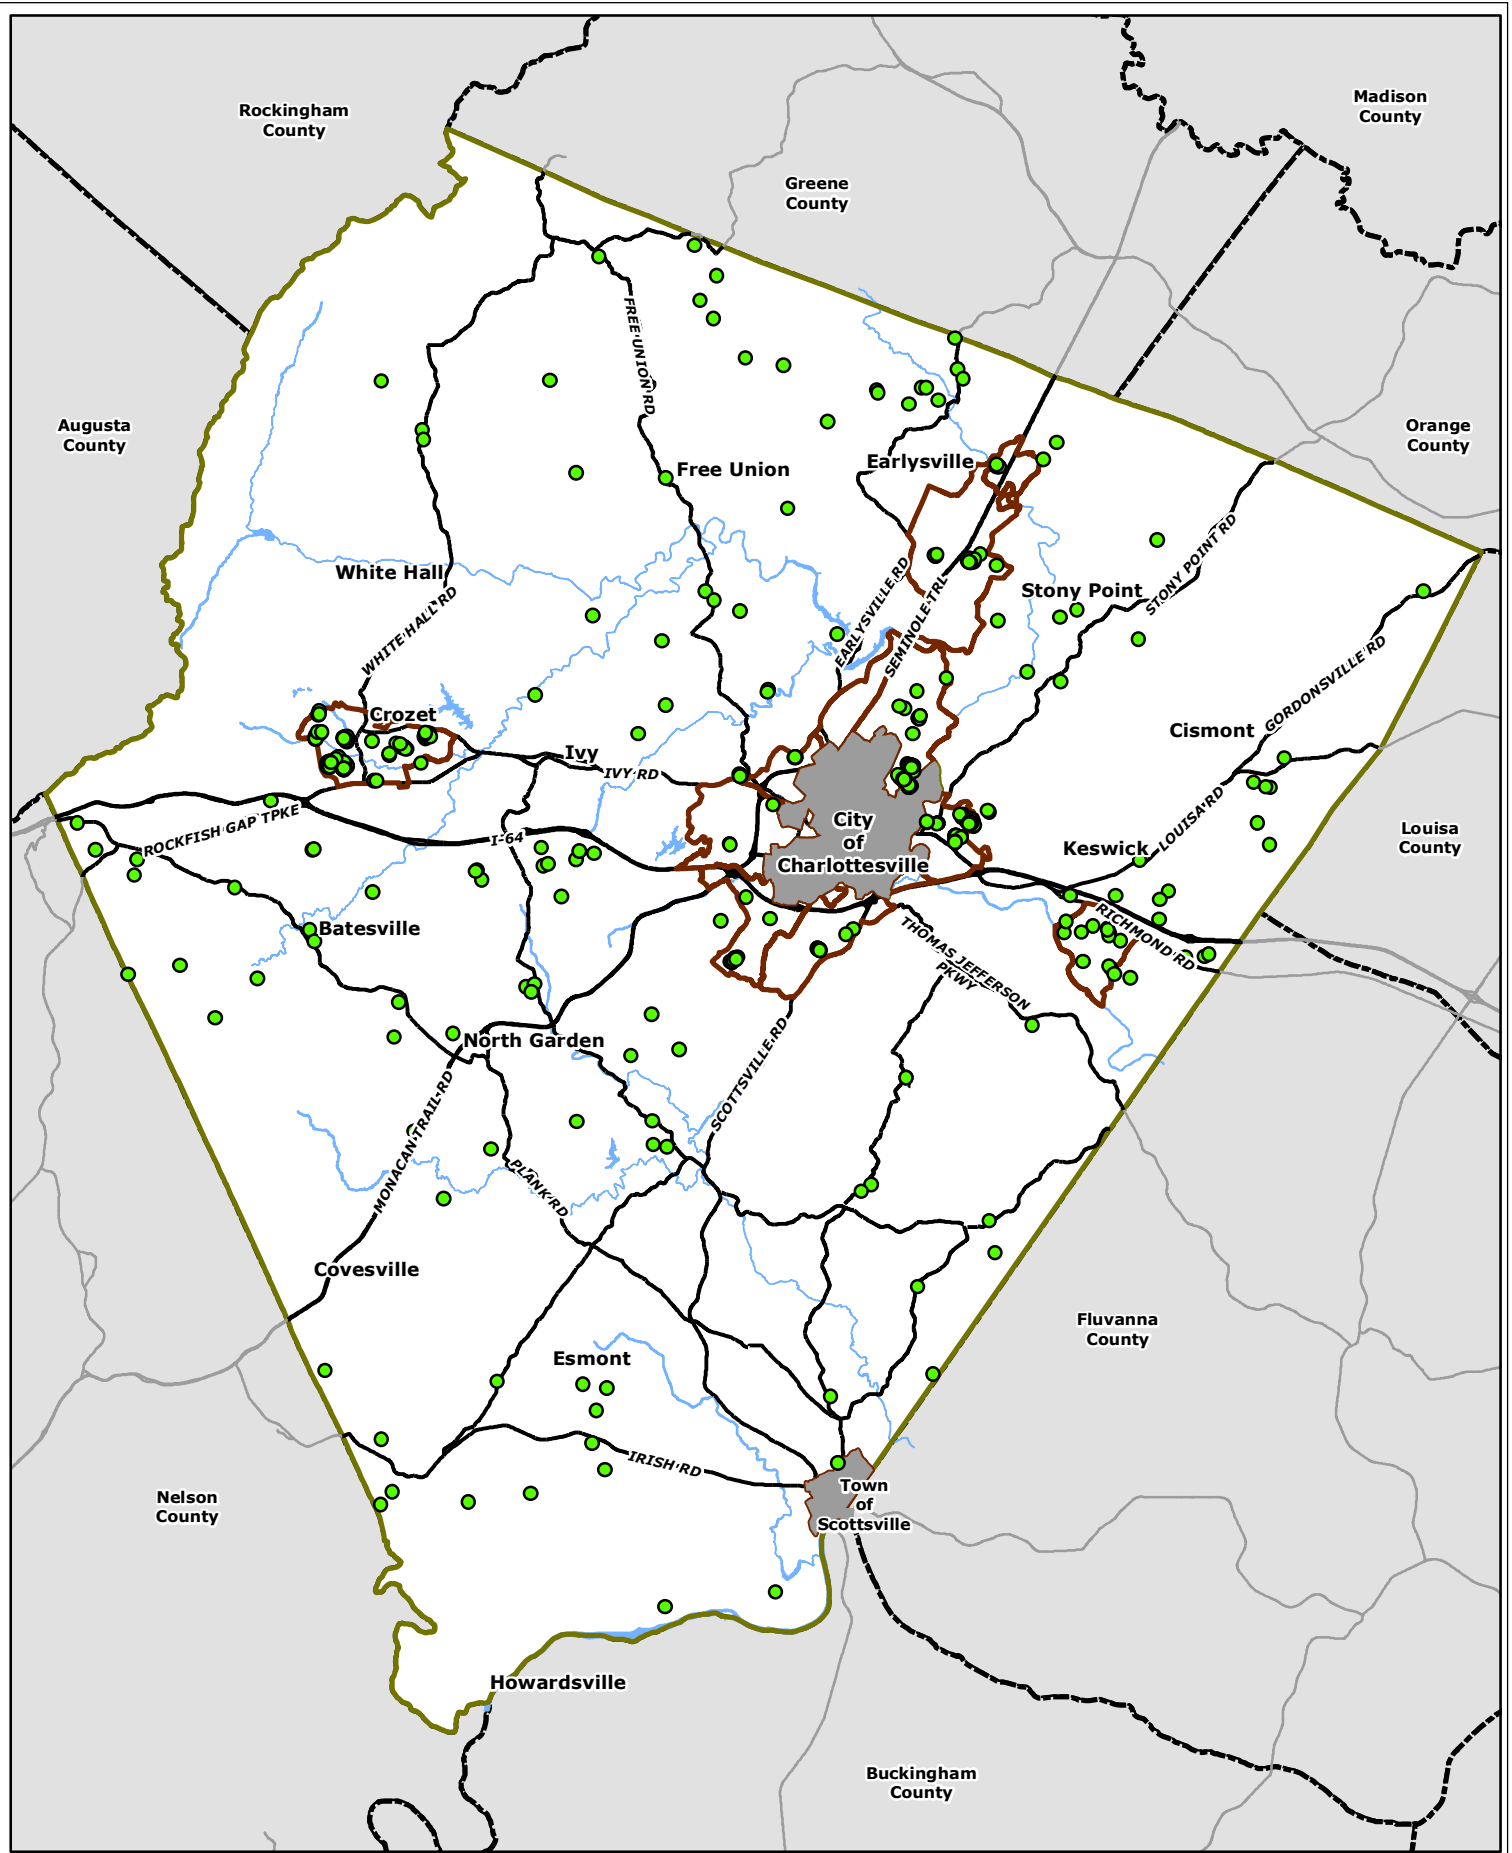 Rockingham
County
Madison
County
Greene
County
FREE UNION RD
Augusta
County
Orange
County
Earlysville
Free Union
White Hall
STONY POINT RD
Stony Point
EARLYSVILLE RD
SEMINOLE TRL
WHITE HALL RD
GORDONSVILLE RD
Crozet
Cismont
Ivy
IVY RD
ROCKFISH GAP TPKE
I-64
City
of
Charlottesville
LOUISA RD
Keswick
Louisa
County
Batesville
RICHMOND RD
THOMAS JEFFERSON
PKWY
North Garden
SCOTTSVILLE RD
MONACAN TRAIL RD
PLANK RD
Covesville
Fluvanna
County
Esmont
IRISH RD
Nelson
County
Town
of
Scottsville
Howardsville
Buckingham
County